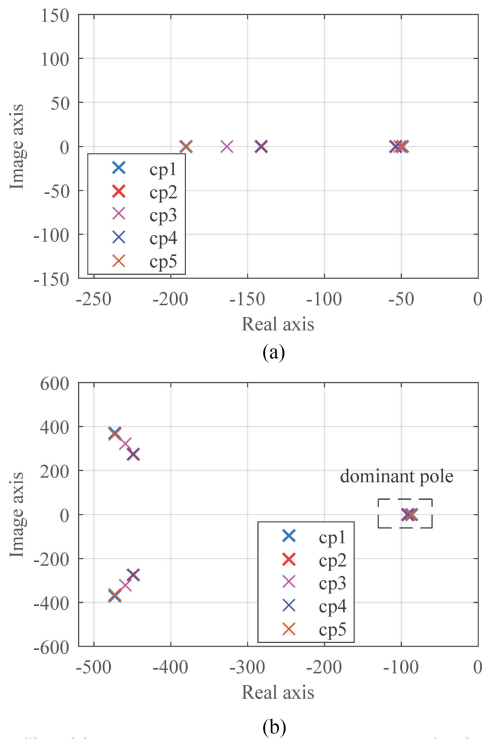 150
100
50
0
-50
-100
-150
Image axis
cp1
cp2
cp3
cp4
cp5
-250 -200 -150 -100 -50 0
Real axis
(a)
600
400
200
0
-200
-400
-600
Image axis
dominant pole
cp1
cp2
cp3
cp4
cp5
-500 -400 -300 -200 -100 0
Real axis
(b)